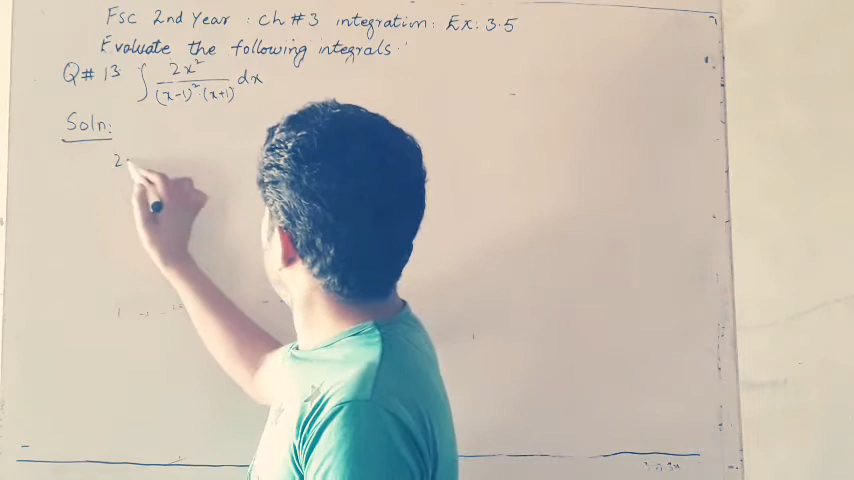 Fsc 2nd Year : Ch # 3 integration: Ex: 3.5
Evaluate the following integrals.
Q# 13 ∫ 2x² / (x-1)²·(x+1) dx
Soln:
2